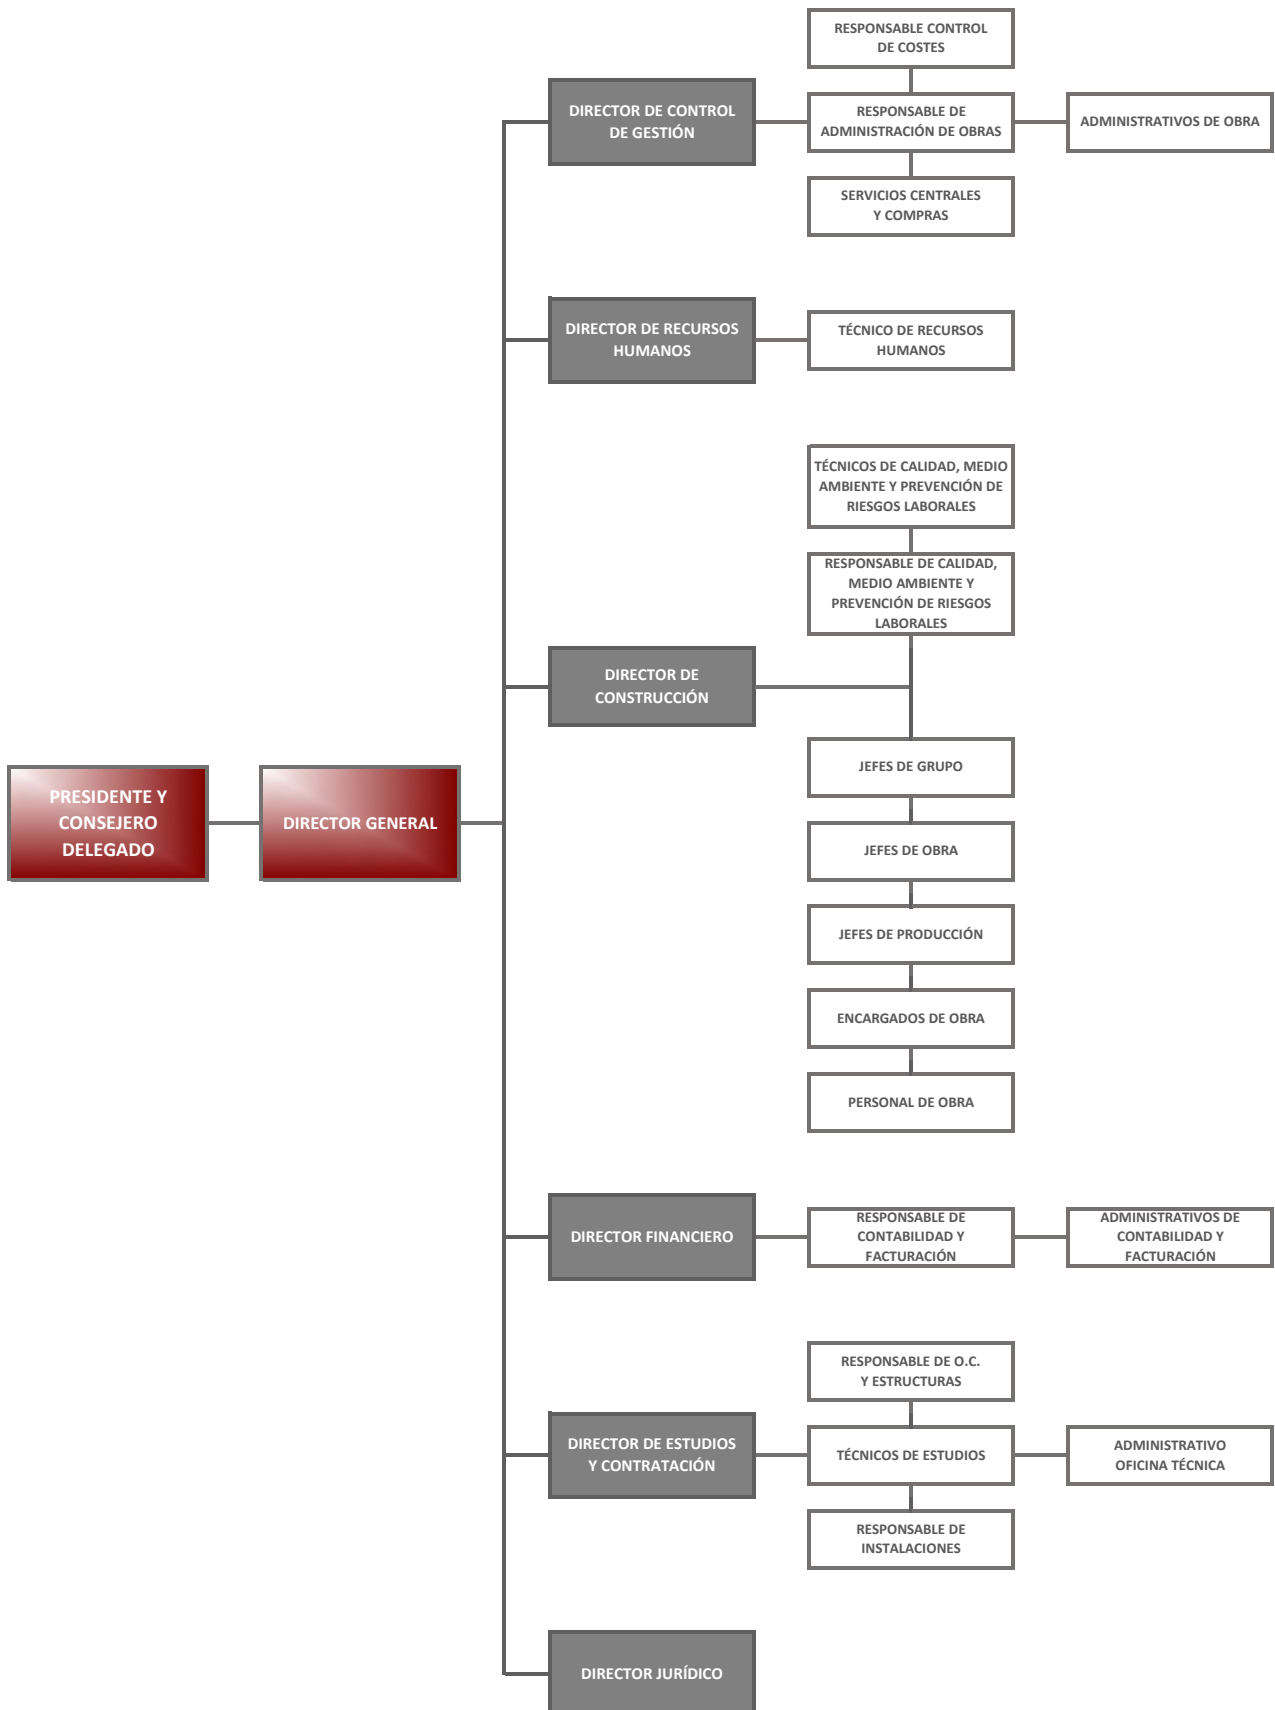 RESPONSABLE CONTROL
DE COSTES
DIRECTOR DE CONTROL
DE GESTIÓN
RESPONSABLE DE
ADMINISTRACIÓN DE OBRAS
ADMINISTRATIVOS DE OBRA
SERVICIOS CENTRALES
Y COMPRAS
DIRECTOR DE RECURSOS
HUMANOS
TÉCNICO DE RECURSOS
HUMANOS
TÉCNICOS DE CALIDAD, MEDIO
AMBIENTE Y PREVENCIÓN DE
RIESGOS LABORALES
RESPONSABLE DE CALIDAD,
MEDIO AMBIENTE Y
PREVENCIÓN DE RIESGOS
LABORALES
DIRECTOR DE
CONSTRUCCIÓN
PRESIDENTE Y
CONSEJERO
DELEGADO
DIRECTOR GENERAL
JEFES DE GRUPO
JEFES DE OBRA
JEFES DE PRODUCCIÓN
ENCARGADOS DE OBRA
PERSONAL DE OBRA
DIRECTOR FINANCIERO
RESPONSABLE DE
CONTABILIDAD Y
FACTURACIÓN
ADMINISTRATIVOS DE
CONTABILIDAD Y
FACTURACIÓN
RESPONSABLE DE O.C.
Y ESTRUCTURAS
DIRECTOR DE ESTUDIOS
Y CONTRATACIÓN
TÉCNICOS DE ESTUDIOS
ADMINISTRATIVO
OFICINA TÉCNICA
RESPONSABLE DE
INSTALACIONES
DIRECTOR JURÍDICO